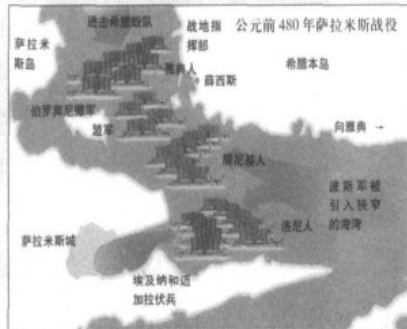 公元前480年萨拉米斯战役
进击希腊舰队
战地指
挥部
萨拉米
斯岛
雅典人
薛西斯
希腊本岛
伯罗奔尼撒军
盟军
向雅典 →
腓尼基人
波斯军被
引入狭窄
的海湾
萨拉米斯城
洛尼人
埃及纳和迈
加拉伏兵